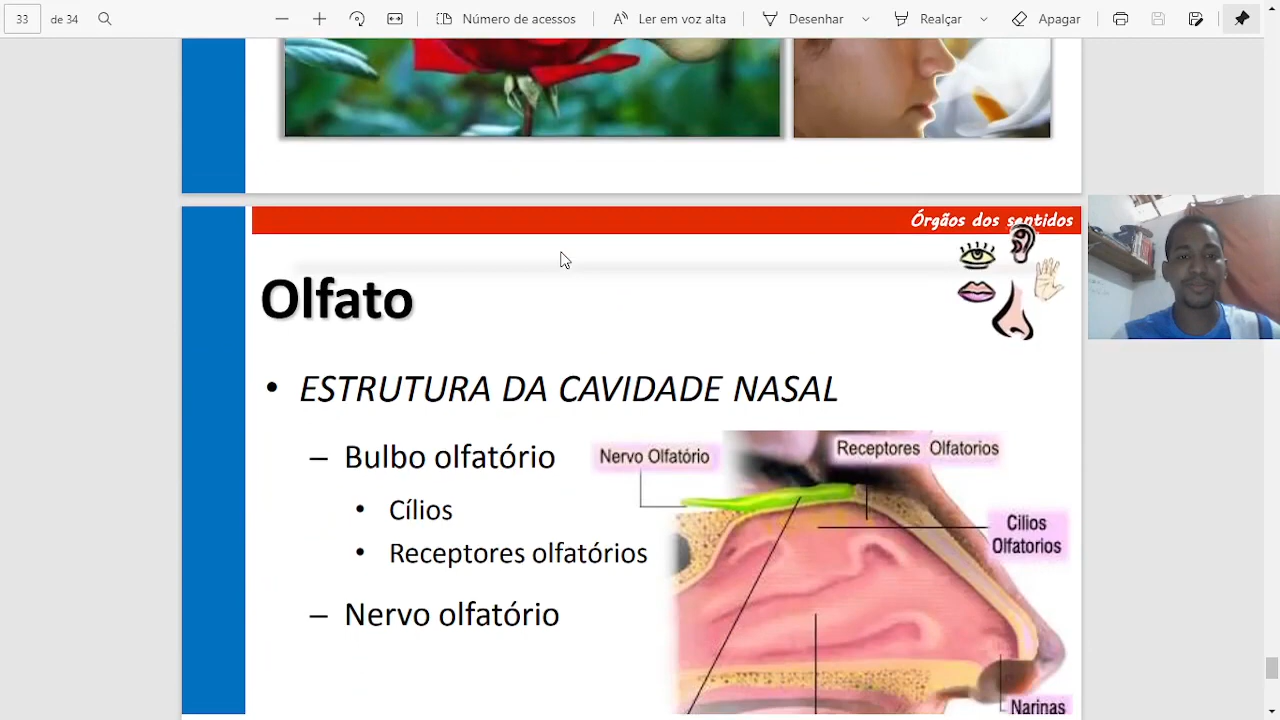 33 de 34 Número de acessos Ler em voz alta Desenhar Realçar Apagar
Órgãos dos sentidos
Olfato
• ESTRUTURA DA CAVIDADE NASAL
– Bulbo olfatório
• Cílios
• Receptores olfatórios
– Nervo olfatório
Nervo Olfatório
Receptores Olfatorios
Cilios
Olfatorios
Narinas